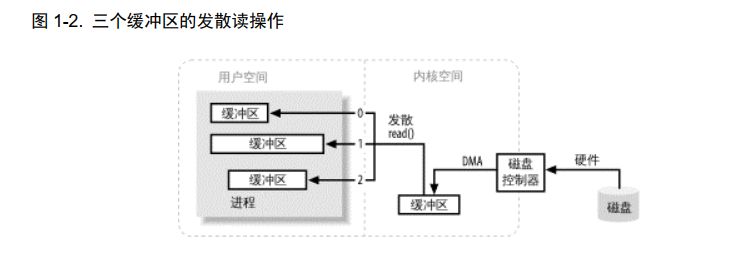 图 1-2. 三个缓冲区的发散读操作
用户空间
内核空间
缓冲区
0
发散
read()
缓冲区
1
DMA
磁盘
控制器
硬件
缓冲区
2
进程
缓冲区
磁盘